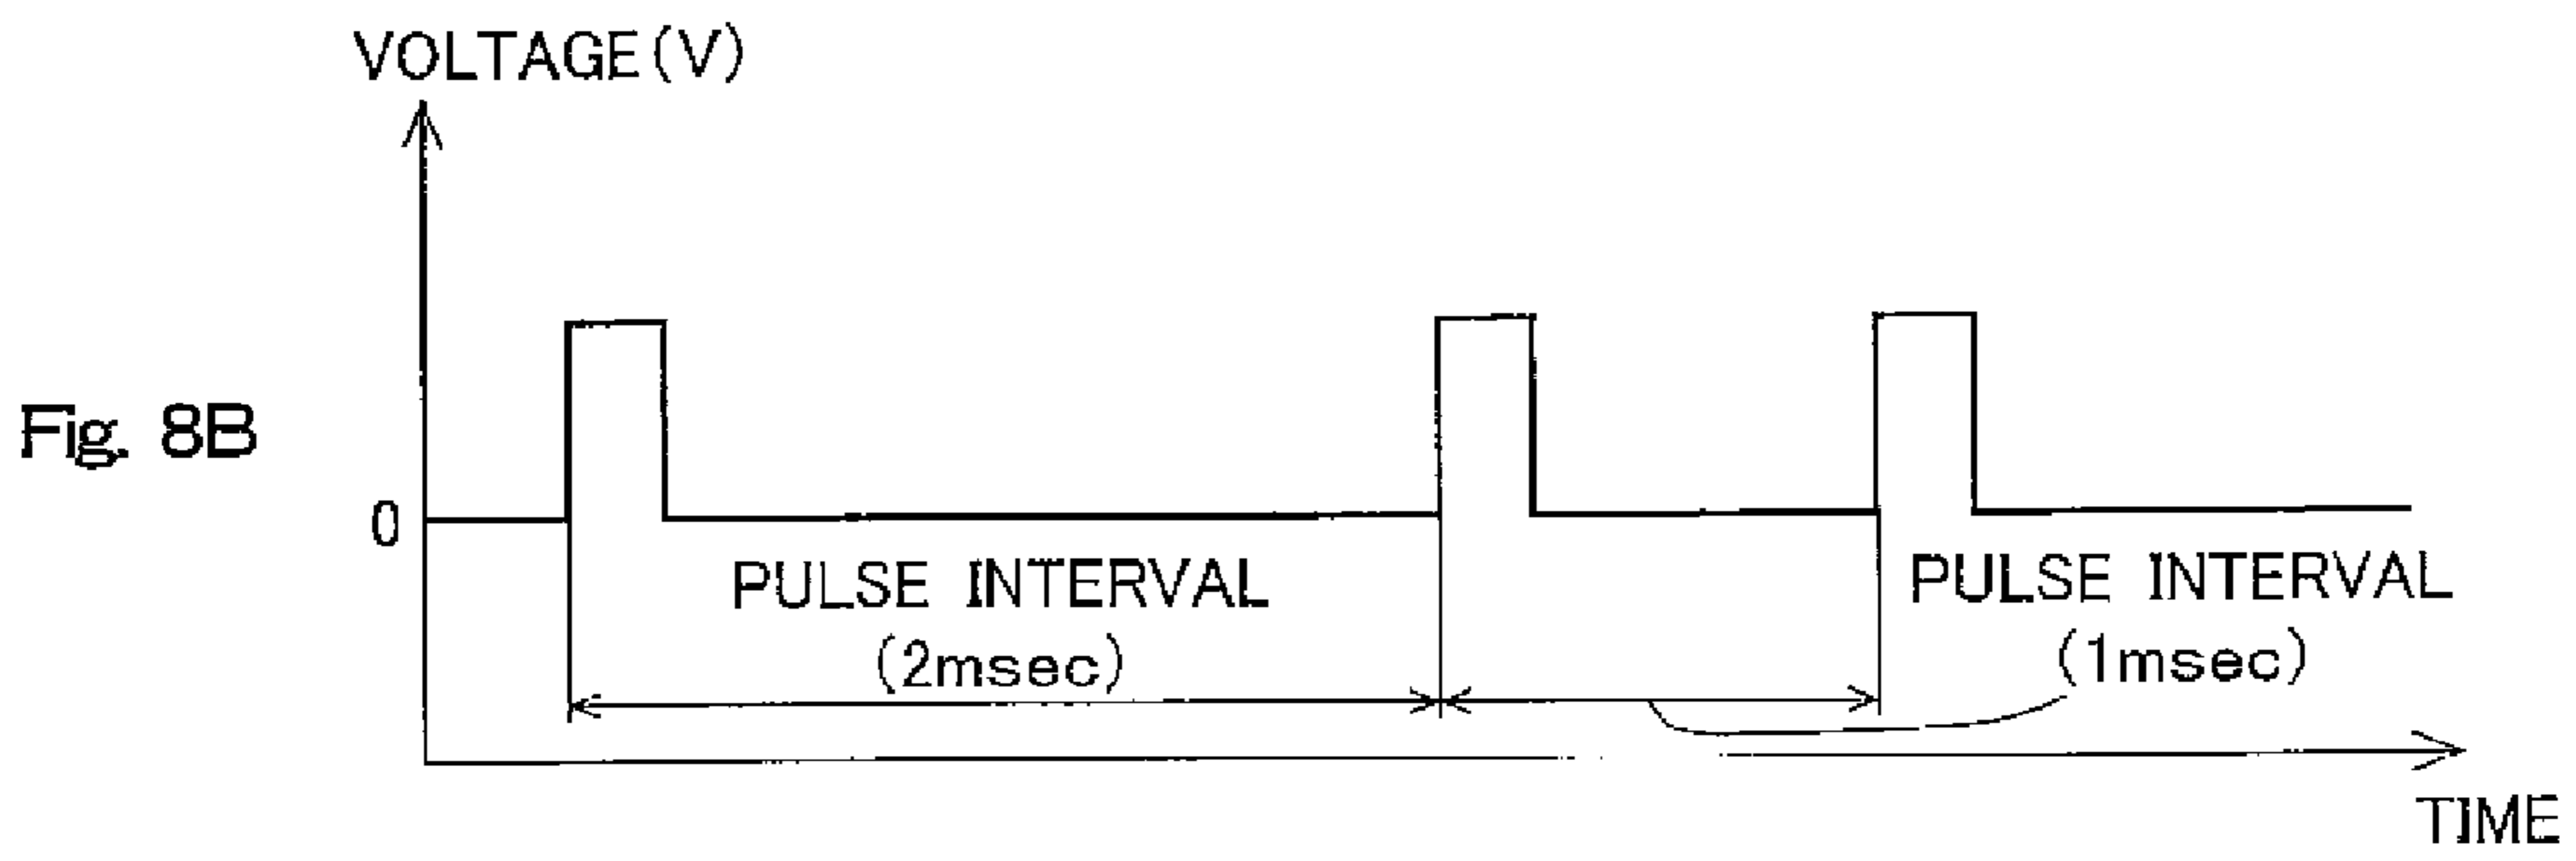 VOLTAGE(V)
Fig. 8B
0
PULSE INTERVAL
(2msec)
PULSE INTERVAL
(1msec)
TIME